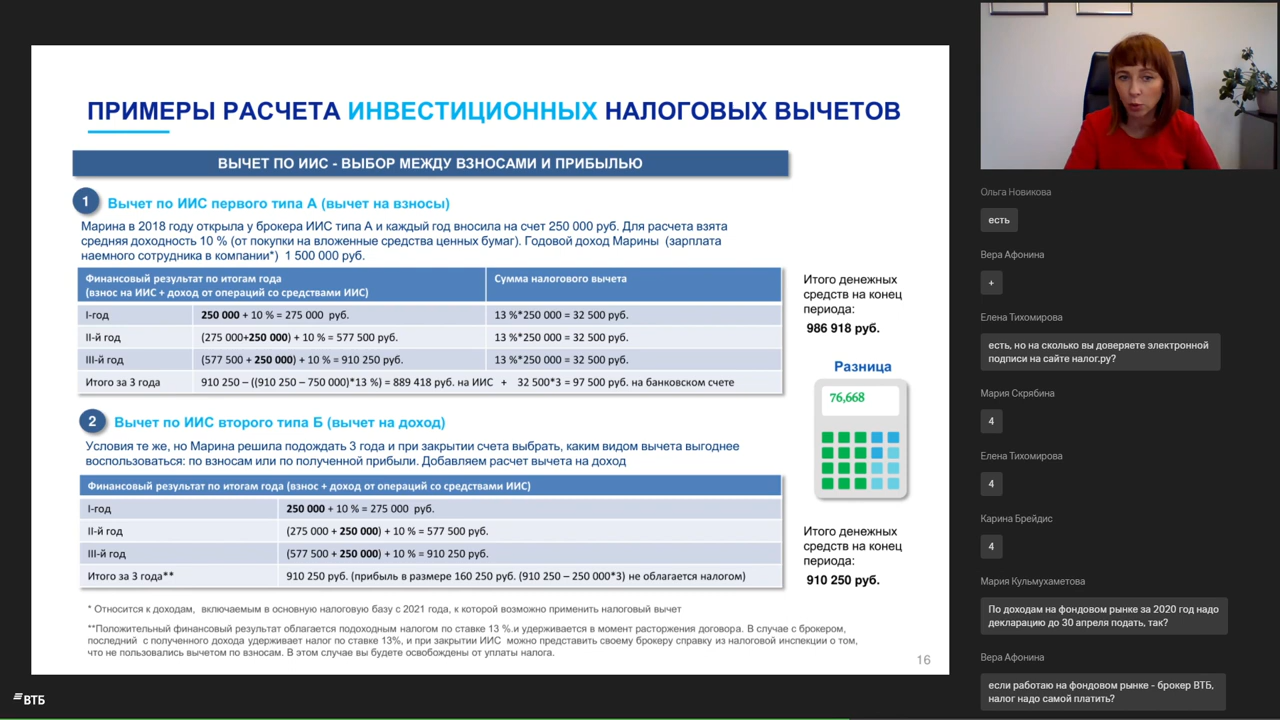 ПРИМЕРЫ РАСЧЕТА ИНВЕСТИЦИОННЫХ НАЛОГОВЫХ ВЫЧЕТОВ
ВЫЧЕТ ПО ИИС - ВЫБОР МЕЖДУ ВЗНОСАМИ И ПРИБЫЛЬЮ
1 Вычет по ИИС первого типа А (вычет на взносы)
Марина в 2018 году открыла у брокера ИИС типа А и каждый год вносила на счет 250 000 руб. Для расчета взята
средняя доходность 10 % (от покупки на вложенные средства ценных бумаг). Годовой доход Марины (зарплата
наемного сотрудника в компании*) 1 500 000 руб.
Финансовый результат по итогам года
(взнос на ИИС + доход от операций со средствами ИИС)
Сумма налогового вычета
I-год 250 000 + 10 % = 275 000 руб. 13 %*250 000 = 32 500 руб.
II-й год (275 000+250 000) + 10 % = 577 500 руб. 13 %*250 000 = 32 500 руб.
III-й год (577 500 + 250 000) + 10 % = 910 250 руб. 13 %*250 000 = 32 500 руб.
Итого за 3 года 910 250 – ((910 250 – 750 000)*13 %) = 889 418 руб. на ИИС + 32 500*3 = 97 500 руб. на банковском счете
Итого денежных
средств на конец
периода:
986 918 руб.
Разница
76,668
2 Вычет по ИИС второго типа Б (вычет на доход)
Условия те же, но Марина решила подождать 3 года и при закрытии счета выбрать, каким видом вычета выгоднее
воспользоваться: по взносам или по полученной прибыли. Добавляем расчет вычета на доход
Финансовый результат по итогам года (взнос + доход от операций со средствами ИИС)
I-год 250 000 + 10 % = 275 000 руб.
II-й год (275 000 + 250 000) + 10 % = 577 500 руб.
III-й год (577 500 + 250 000) + 10 % = 910 250 руб.
Итого за 3 года** 910 250 руб. (прибыль в размере 160 250 руб. (910 250 – 250 000*3) не облагается налогом)
Итого денежных
средств на конец
периода:
910 250 руб.
* Относится к доходам, включаемым в основную налоговую базу с 2021 года, к которой возможно применить налоговый вычет
**Положительный финансовый результат облагается подоходным налогом по ставке 13 %.и удерживается в момент расторжения договора. В случае с брокером,
последний с полученного дохода удерживает налог по ставке 13%, и при закрытии ИИС можно представить своему брокеру справку из налоговой инспекции о том,
что не пользовались вычетом по взносам. В этом случае вы будете освобождены от уплаты налога.
16
ВТБ
Ольга Новикова
есть
Вера Афонина
+
Елена Тихомирова
есть, но на сколько вы доверяете электронной
подписи на сайте налог.ру?
Мария Скрябина
4
Елена Тихомирова
4
Карина Брейдис
4
Мария Кульмухаметова
По доходам на фондовом рынке за 2020 год надо
декларацию до 30 апреля подать, так?
Вера Афонина
если работаю на фондовом рынке - брокер ВТБ,
налог надо самой платить?